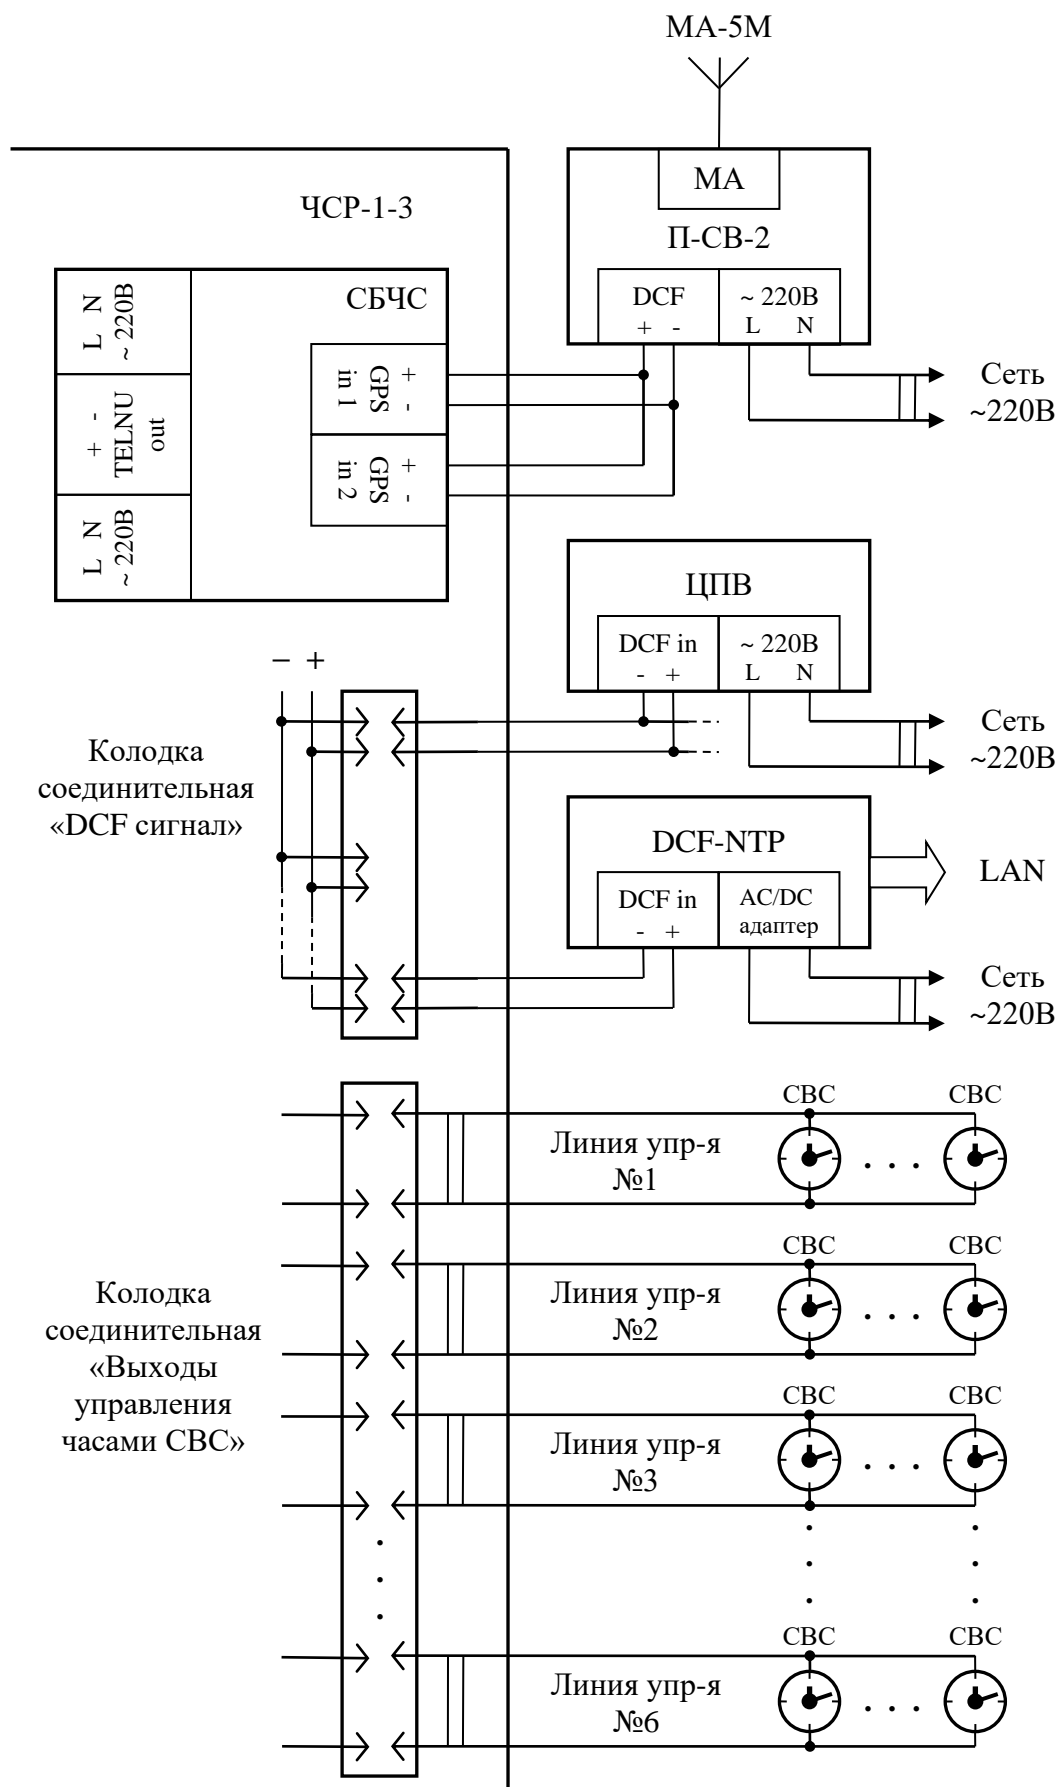 МА-5М
МА
П-СВ-2
DCF
+ -
~ 220В
L N
Сеть
~220В
ЧСР-1-3
СБЧС
L N
~ 220В
+ -
TELNU
out
L N
~ 220В
+ -
GPS
in 1
+ -
GPS
in 2
ЦПВ
DCF in
- +
~ 220В
L N
Сеть
~220В
– +
Колодка
соединительная
«DCF сигнал»
DCF-NTP
DCF in
- +
AC/DC
адаптер
LAN
Сеть
~220В
Колодка
соединительная
«Выходы
управления
часами СВС»
СВС СВС
Линия упр-я
№1
. . .
СВС СВС
Линия упр-я
№2
. . .
СВС СВС
Линия упр-я
№3
. . .
СВС СВС
Линия упр-я
№6
. . .